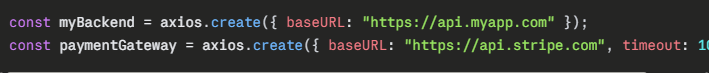 const myBackend = axios.create({ baseURL: "https://api.myapp.com" });
const paymentGateway = axios.create({ baseURL: "https://api.stripe.com", timeout: 10